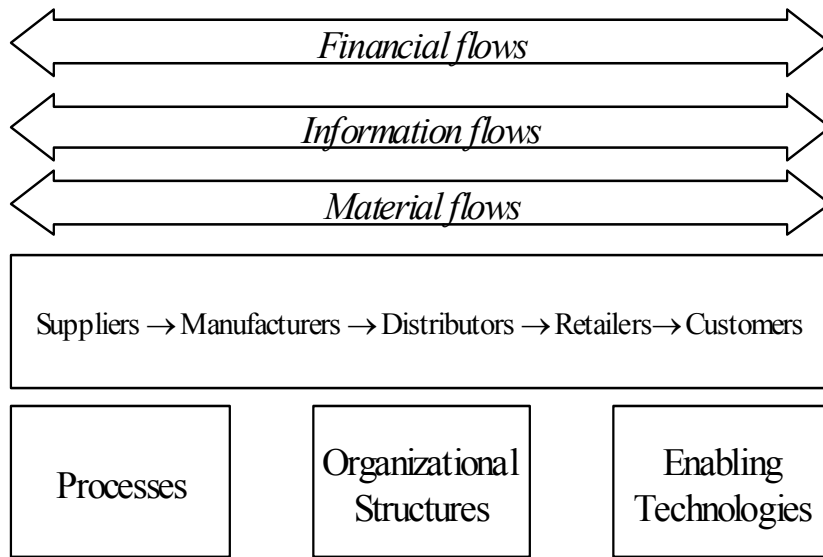 Financial flows
Information flows
Material flows
Suppliers → Manufacturers → Distributors → Retailers→ Customers
Processes
Organizational
Structures
Enabling
Technologies